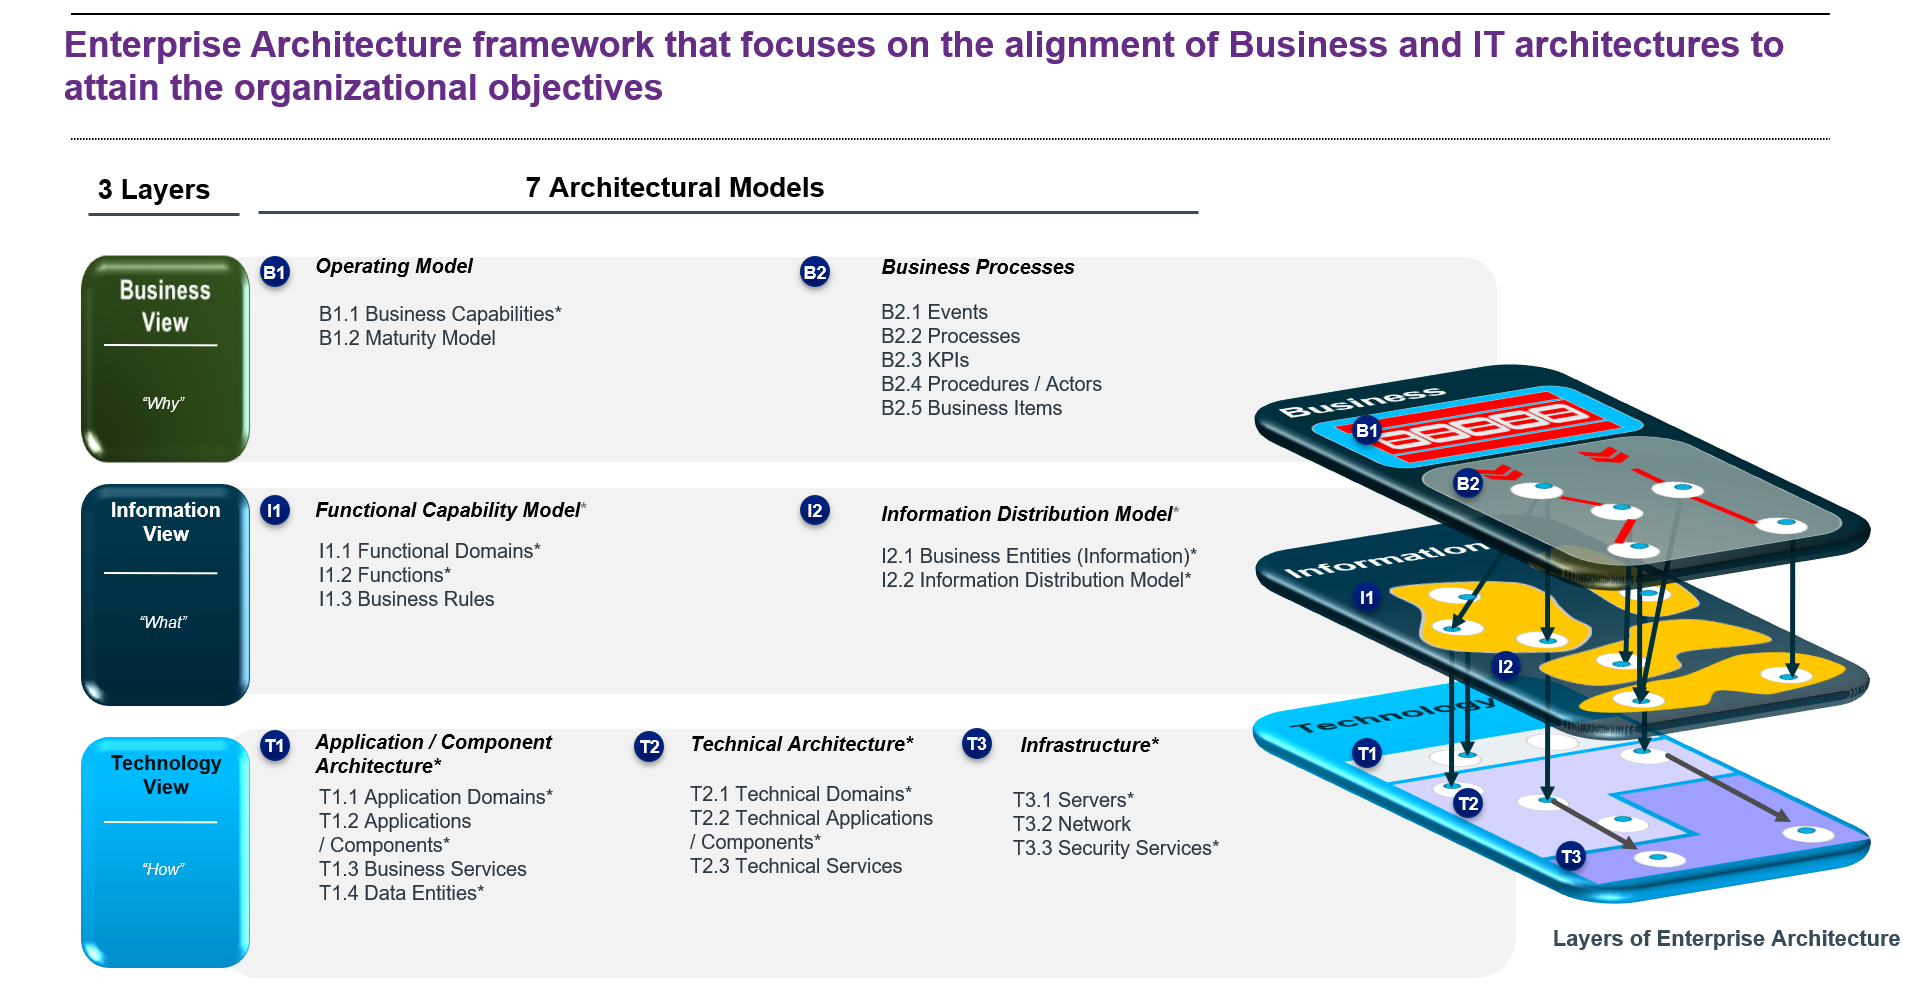 Enterprise Architecture framework that focuses on the alignment of Business and IT architectures to
attain the organizational objectives
3 Layers
7 Architectural Models
Business
View
“Why”
B1
Operating Model
B1.1 Business Capabilities*
B1.2 Maturity Model
B2
Business Processes
B2.1 Events
B2.2 Processes
B2.3 KPIs
B2.4 Procedures / Actors
B2.5 Business Items
Information
View
“What”
I1
Functional Capability Model*
I1.1 Functional Domains*
I1.2 Functions*
I1.3 Business Rules
I2
Information Distribution Model*
I2.1 Business Entities (Information)*
I2.2 Information Distribution Model*
Technology
View
“How”
T1
Application / Component
Architecture*
T1.1 Application Domains*
T1.2 Applications
/ Components*
T1.3 Business Services
T1.4 Data Entities*
T2
Technical Architecture*
T2.1 Technical Domains*
T2.2 Technical Applications
/ Components*
T2.3 Technical Services
T3
Infrastructure*
T3.1 Servers*
T3.2 Network
T3.3 Security Services*
Business
B1
B2
Information
I1
I2
Technology
T1
T2
T3
Layers of Enterprise Architecture